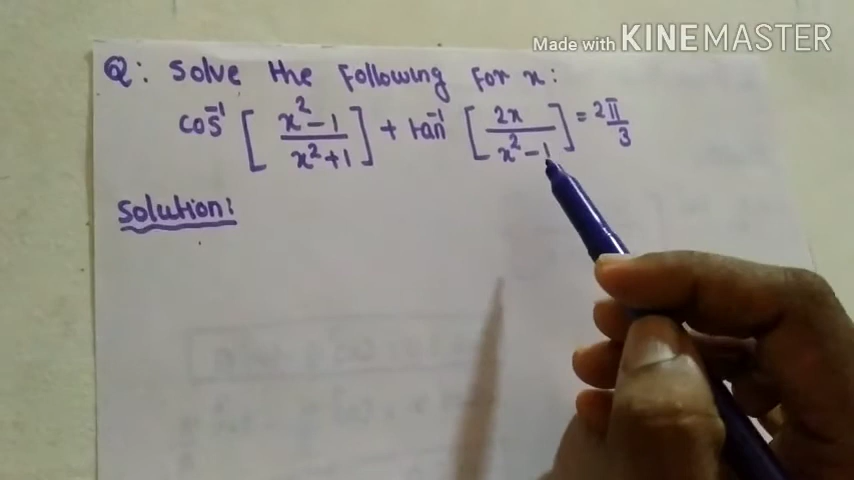 Made with KINEMASTER
Q: Solve the following for x:
cos⁻¹ [ x²-1 / x²+1 ] + tan⁻¹ [ 2x / x²-1 ] = 2π/3
Solution: